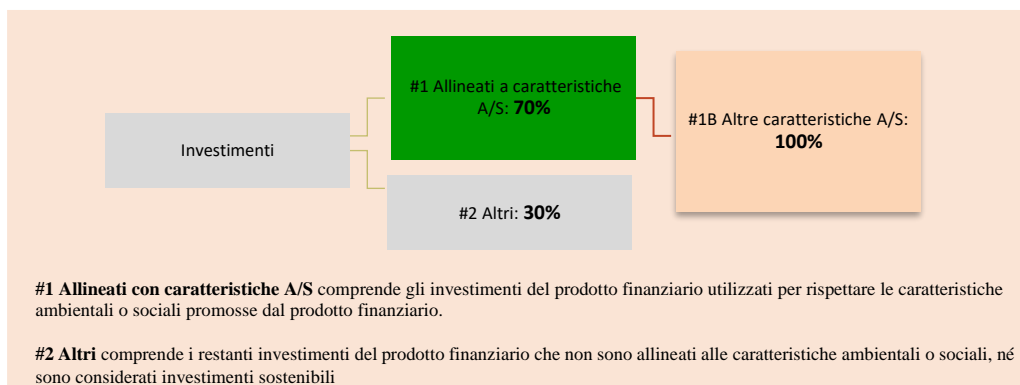 #1 Allineati a caratteristiche
A/S: 70%
#1B Altre caratteristiche A/S:
100%
Investimenti
#2 Altri: 30%
#1 Allineati con caratteristiche A/S comprende gli investimenti del prodotto finanziario utilizzati per rispettare le caratteristiche
ambientali o sociali promosse dal prodotto finanziario.
#2 Altri comprende i restanti investimenti del prodotto finanziario che non sono allineati alle caratteristiche ambientali o sociali, né
sono considerati investimenti sostenibili